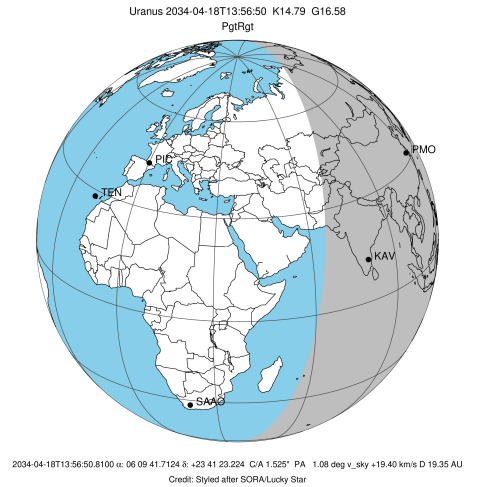 Uranus 2034-04-18T13:56:50 K14.79 G16.58
PgtRgt
PMO
PIC
TEN
KAV
SAAO
2034-04-18T13:56:50.8100 α: 06 09 41.7124 δ: +23 41 23.224 C/A 1.525" PA 1.08 deg v_sky +19.40 km/s D 19.35 AU
Credit: Styled after SORA/Lucky Star